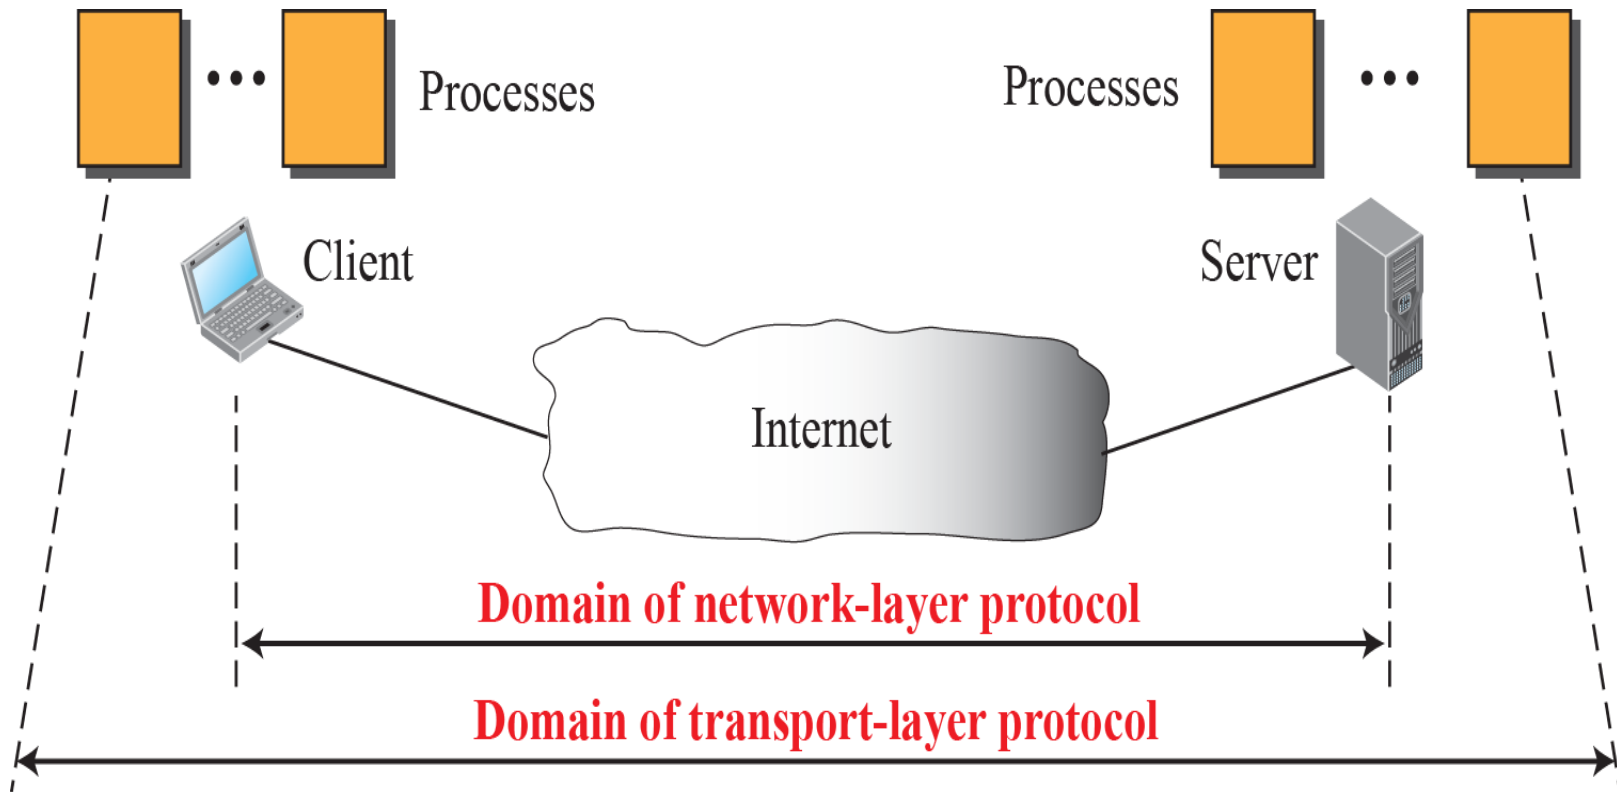 Processes
Processes
Client
Server
Internet
Domain of network-layer protocol
Domain of transport-layer protocol